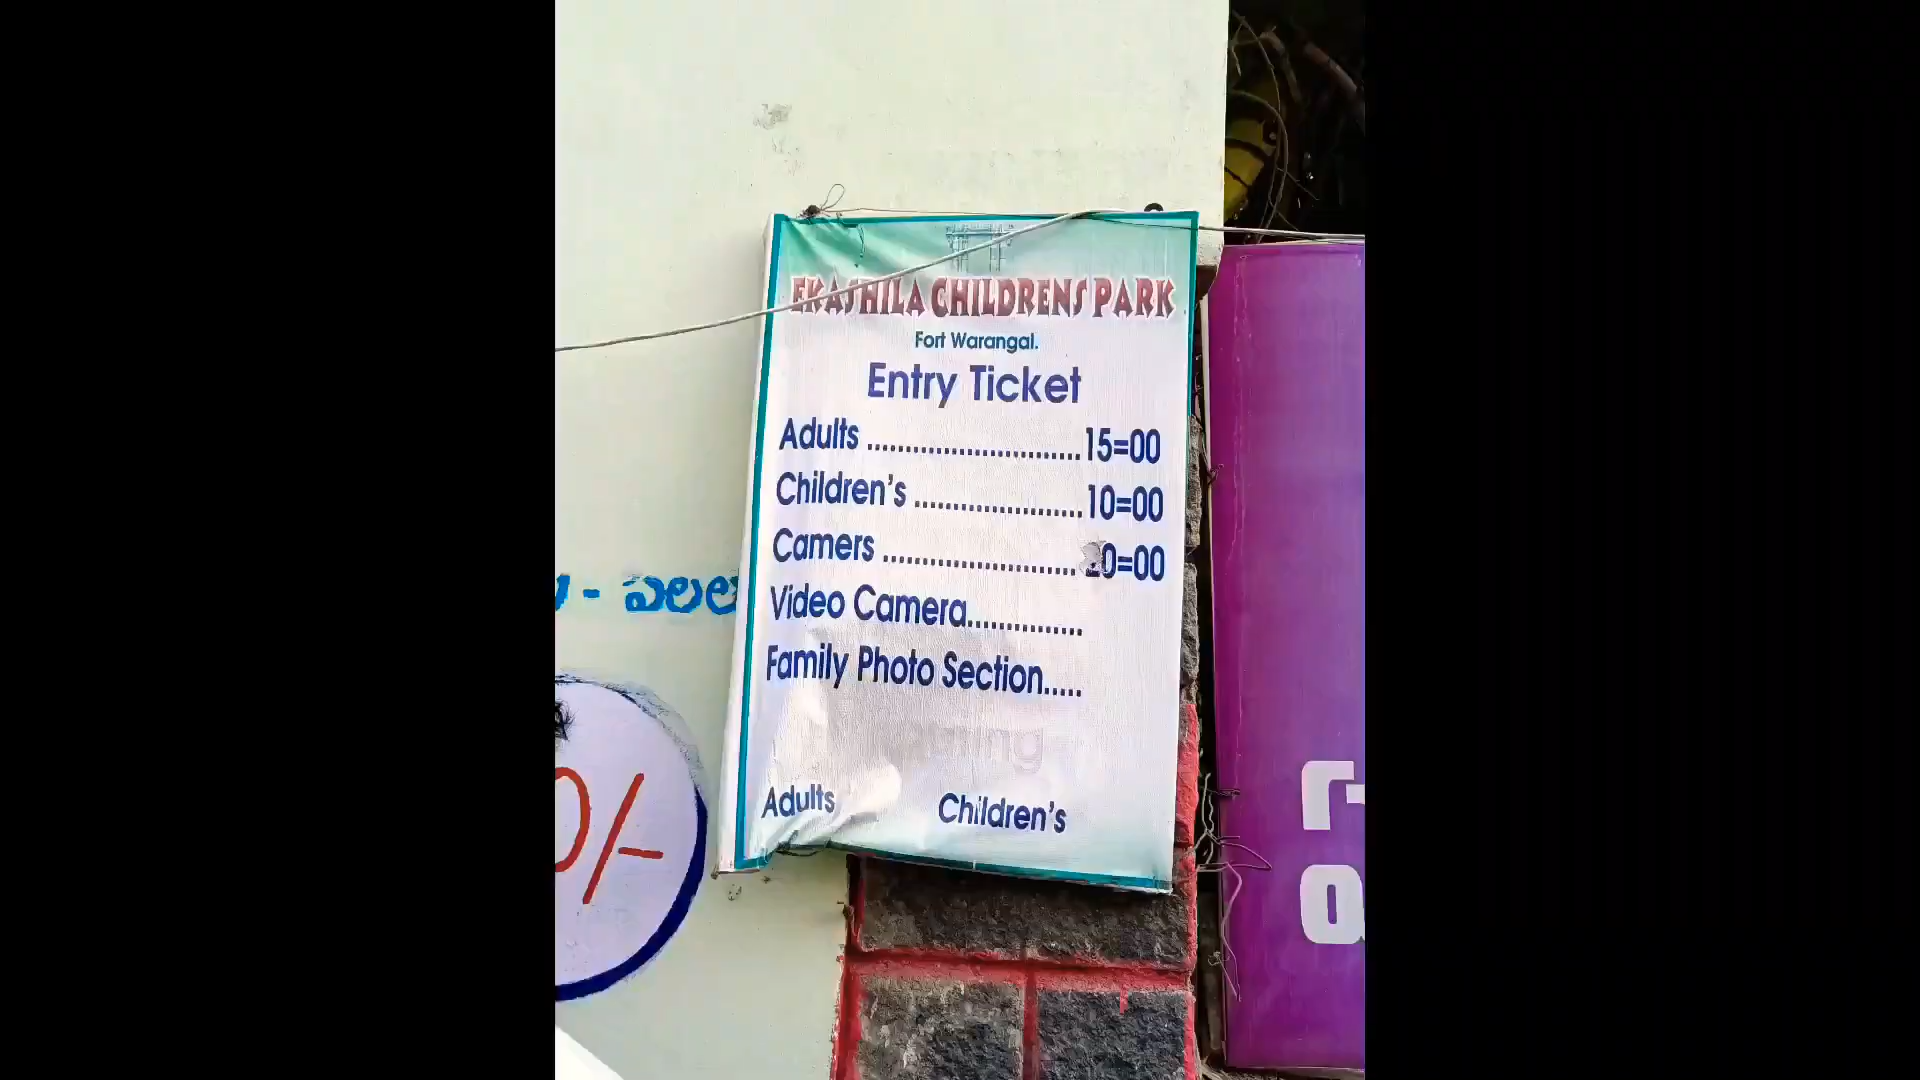 EKASHILA CHILDRENS PARK
Fort Warangal.
Entry Ticket
Adults ..........................15=00
Children's .....................10=00
Camers ........................20=00
Video Camera..............
Family Photo Section.....
Adults Children's
0/-